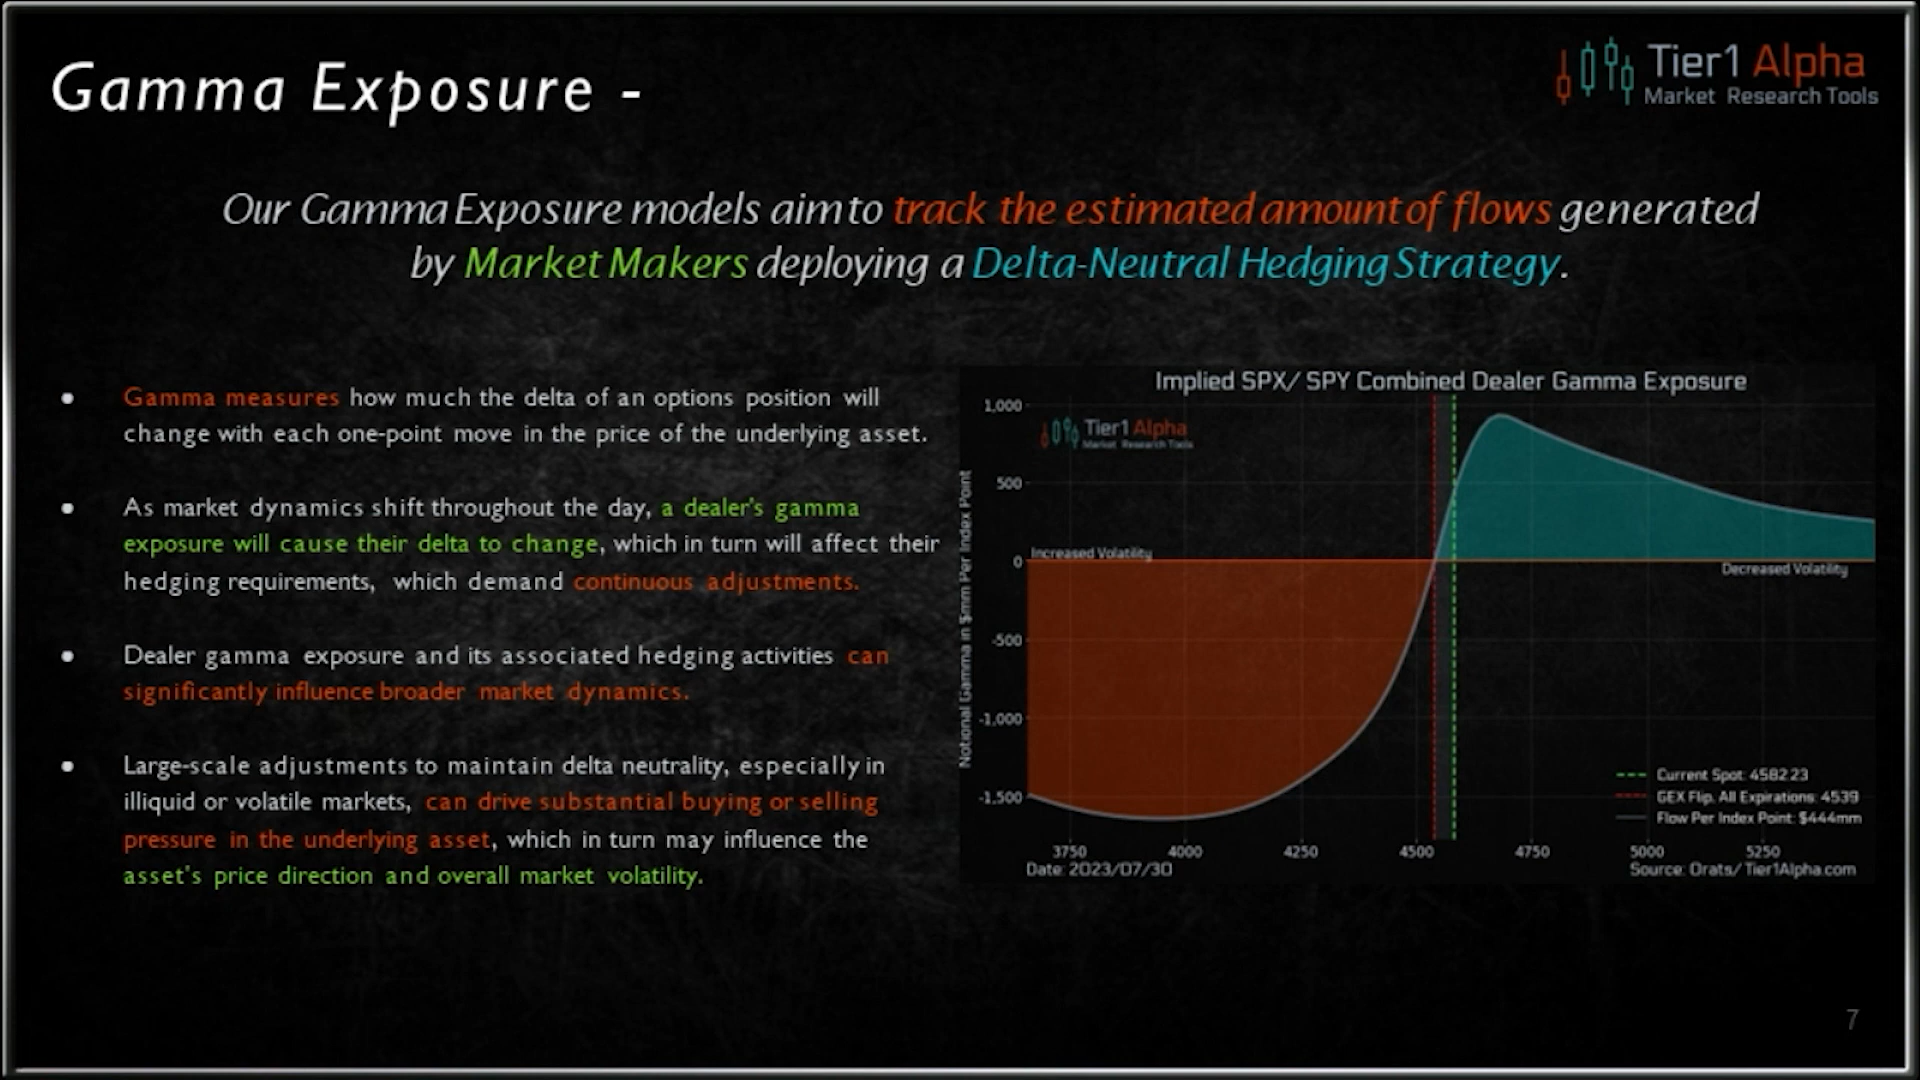 Gamma Exposure -
Tier1 Alpha
Market Research Tools
Our Gamma Exposure models aim to track the estimated amount of flows generated
by Market Makers deploying a Delta-Neutral Hedging Strategy.
• Gamma measures how much the delta of an options position will
change with each one-point move in the price of the underlying asset.
• As market dynamics shift throughout the day, a dealer's gamma
exposure will cause their delta to change, which in turn will affect their
hedging requirements, which demand continuous adjustments.
• Dealer gamma exposure and its associated hedging activities can
significantly influence broader market dynamics.
• Large-scale adjustments to maintain delta neutrality, especially in
illiquid or volatile markets, can drive substantial buying or selling
pressure in the underlying asset, which in turn may influence the
asset's price direction and overall market volatility.
Implied SPX/ SPY Combined Dealer Gamma Exposure
Tier1 Alpha
Market Research Tools
Notional Gamma in $mm Per Index Point
1,000
500
0
-500
-1,000
-1,500
Increased Volatility
Decreased Volatility
Current Spot: 4582.23
GEX Flip. All Expirations: 4539
Flow Per Index Point: $444mm
3750 4000 4250 4500 4750 5000 5250
Date: 2023/07/30
Source: Orats/ Tier1Alpha.com
7